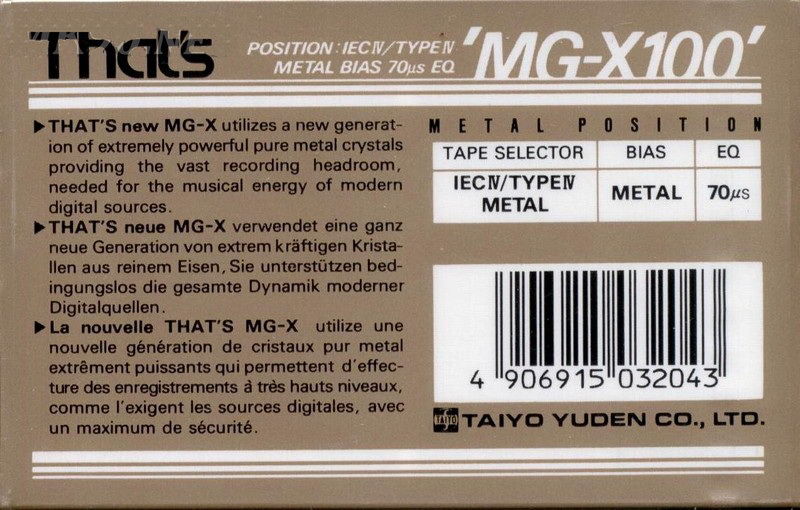 That's
POSITION:IECⅣ/TYPEⅣ
METAL BIAS 70μs EQ
'MG-X100'
▶THAT'S new MG-X utilizes a new generat-
ion of extremely powerful pure metal crystals
providing the vast recording headroom,
needed for the musical energy of modern
digital sources.
▶THAT'S neue MG-X verwendet eine ganz
neue Generation von extrem kräftigen Krista-
llen aus reinem Eisen, Sie unterstützen bed-
ingungslos die gesamte Dynamik moderner
Digitalquellen.
▶La nouvelle THAT'S MG-X utilize une
nouvelle génération de cristaux pur metal
extrêment puissants qui permettent d'effec-
ture des enregistrements à très hauts niveaux,
comme l'exigent les sources digitales, avec
un maximum de sécurité.
METAL POSITION
TAPE SELECTOR BIAS EQ
IECⅣ/TYPEⅣ METAL 70μs
METAL
4 906915 032043
TAIYO YUDEN CO., LTD.